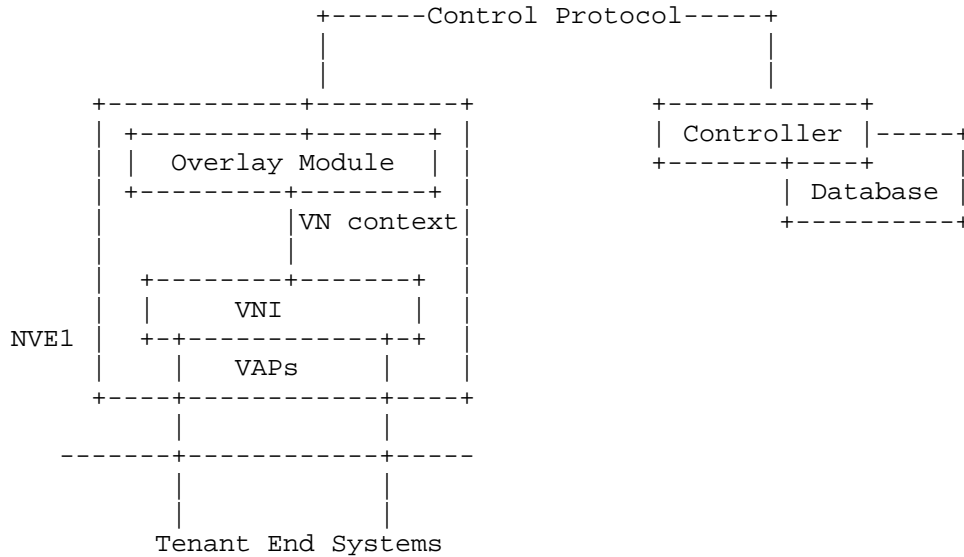 Control Protocol
Controller
Overlay Module
Database
VN context
VNI
NVE1
VAPs
Tenant End Systems